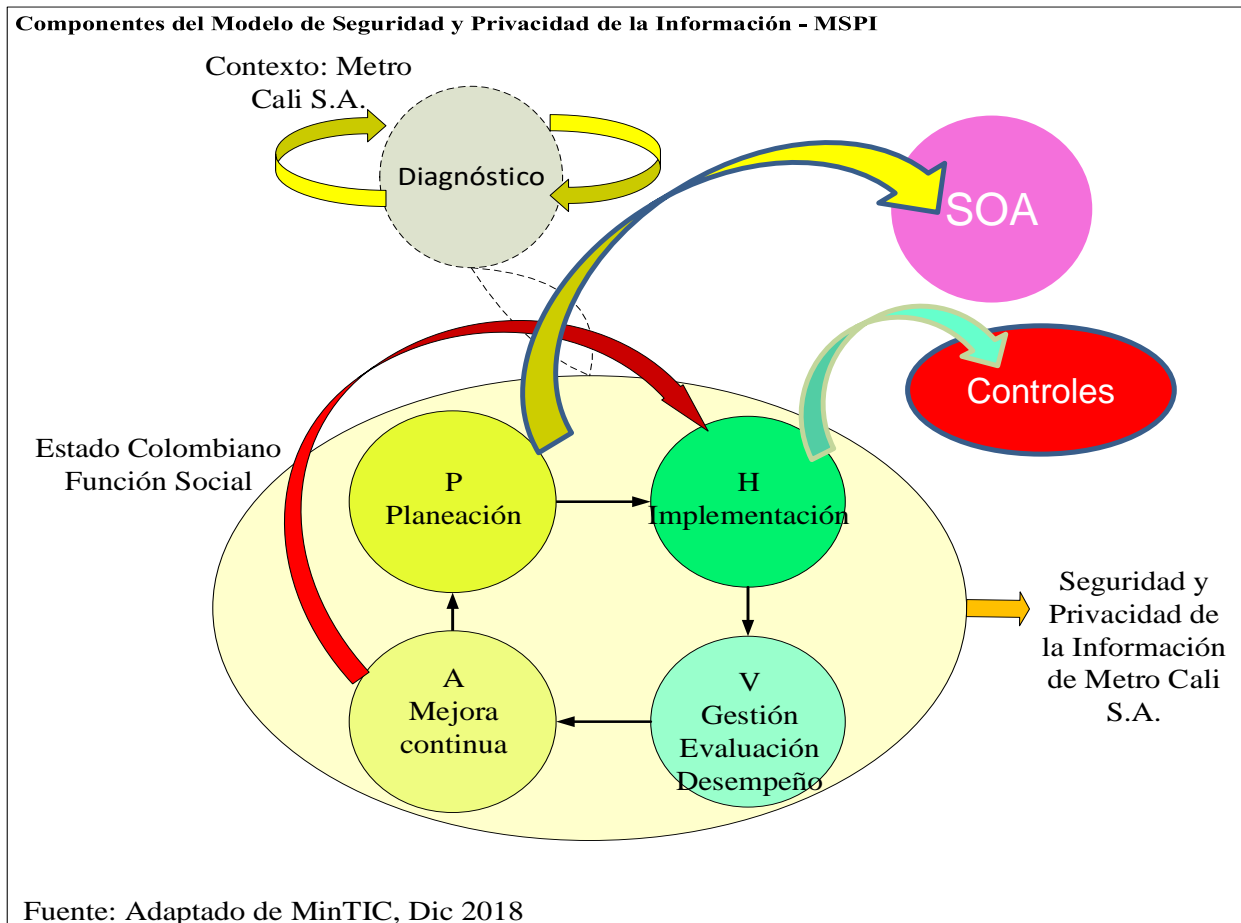 Componentes del Modelo de Seguridad y Privacidad de la Información - MSPI
Contexto: Metro
Cali S.A.
Diagnóstico
SOA
Controles
Estado Colombiano
Función Social
P
Planeación
H
Implementación
A
Mejora
continua
V
Gestión
Evaluación
Desempeño
Seguridad y
Privacidad de
la Información
de Metro Cali
S.A.
Fuente: Adaptado de MinTIC, Dic 2018